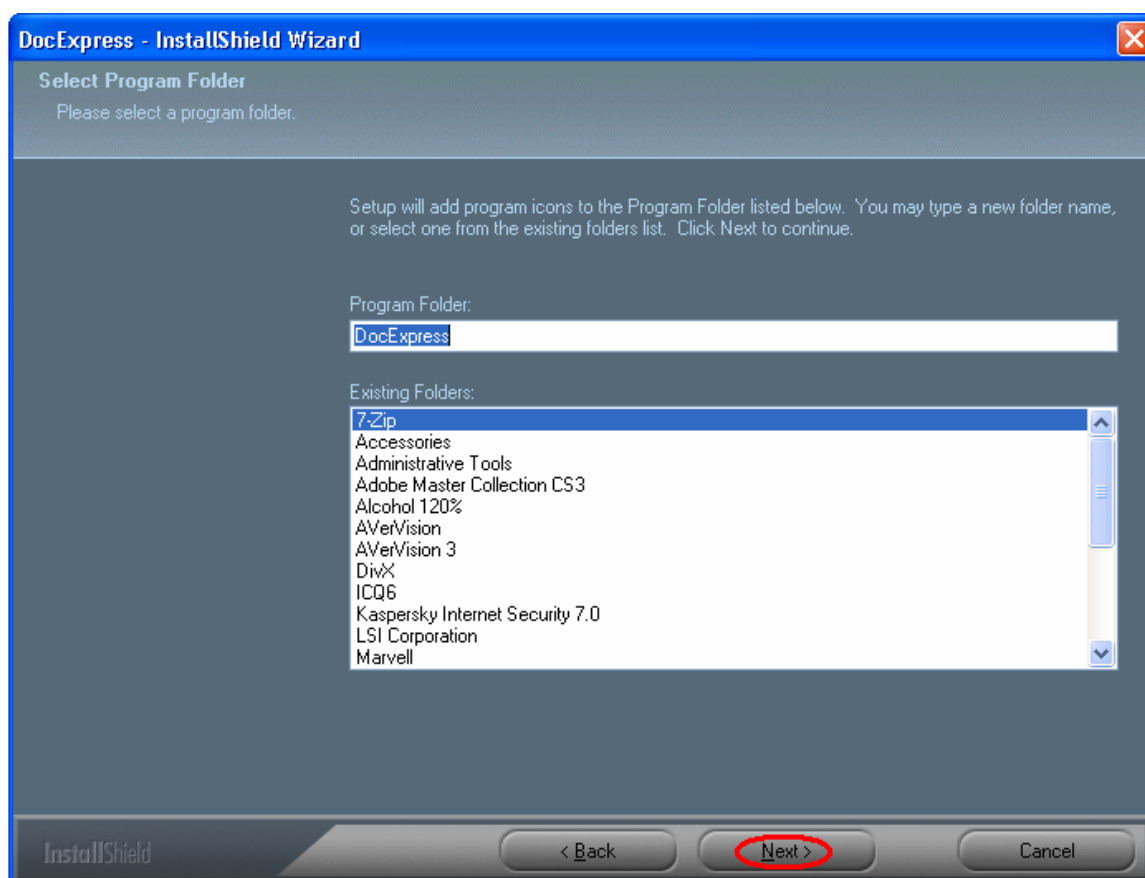 DocExpress - InstallShield Wizard
Select Program Folder
Please select a program folder.
Setup will add program icons to the Program Folder listed below. You may type a new folder name,
or select one from the existing folders list. Click Next to continue.
Program Folder:
DocExpress
Existing Folders:
7-Zip
Accessories
Administrative Tools
Adobe Master Collection CS3
Alcohol 120%
AVerVision
AVerVision 3
DivX
ICQ6
Kaspersky Internet Security 7.0
LSI Corporation
Marvell
InstallShield
< Back
Next >
Cancel